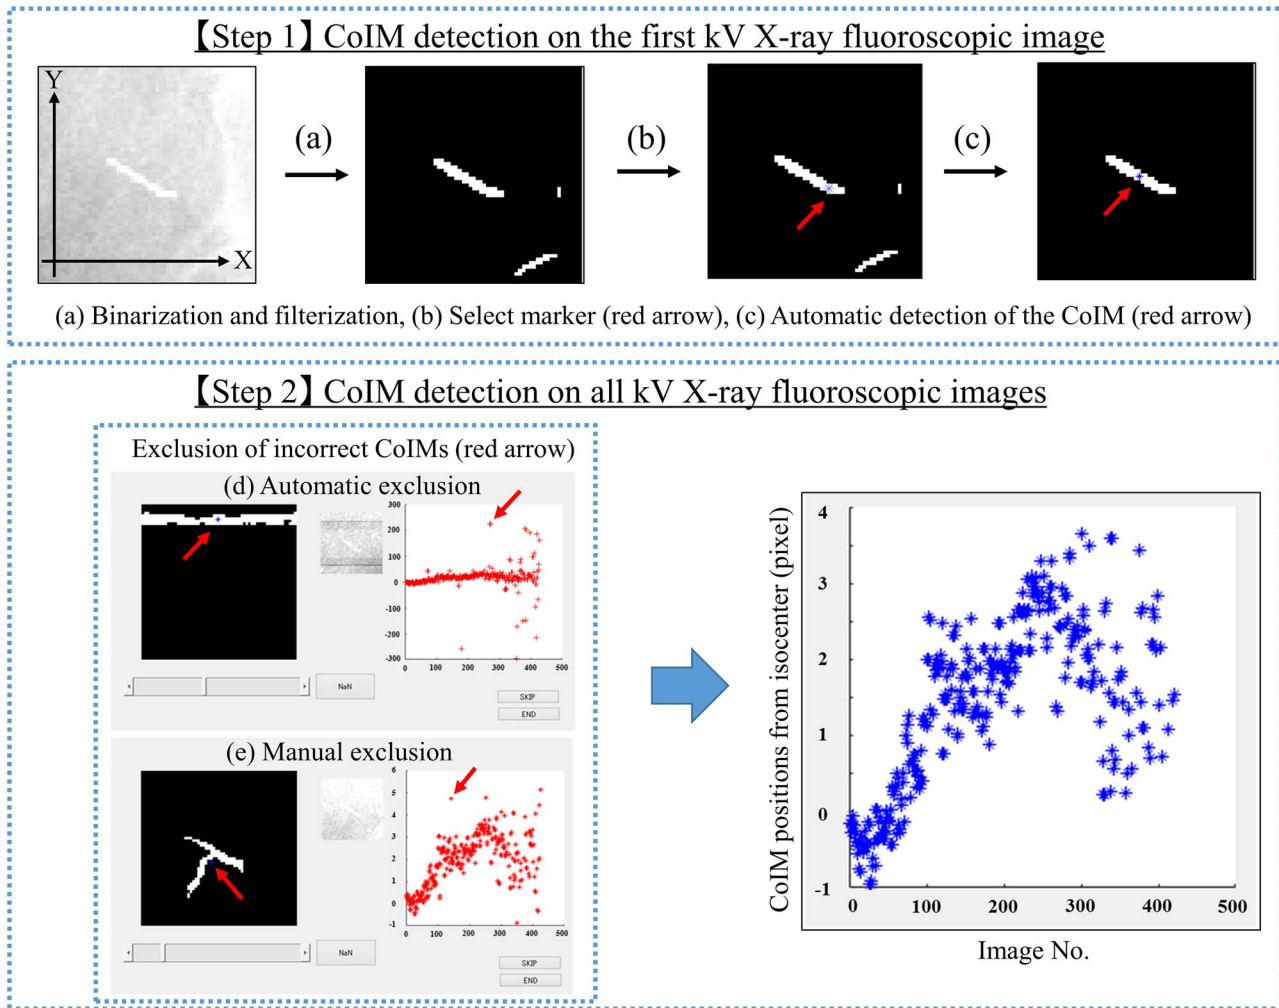 【Step 1】 CoIM detection on the first kV X-ray fluoroscopic image
Y
X
(a)
(b)
(c)
(a) Binarization and filterization, (b) Select marker (red arrow), (c) Automatic detection of the CoIM (red arrow)
【Step 2】 CoIM detection on all kV X-ray fluoroscopic images
Exclusion of incorrect CoIMs (red arrow)
(d) Automatic exclusion
300
200
100
0
-100
-200
-300
0 100 200 300 400 500
NaN
SKIP
END
(e) Manual exclusion
6
5
4
3
2
1
0
-1
0 100 200 300 400 500
NaN
SKIP
END
CoIM positions from isocenter (pixel)
4
3
2
1
0
-1
0 100 200 300 400 500
Image No.